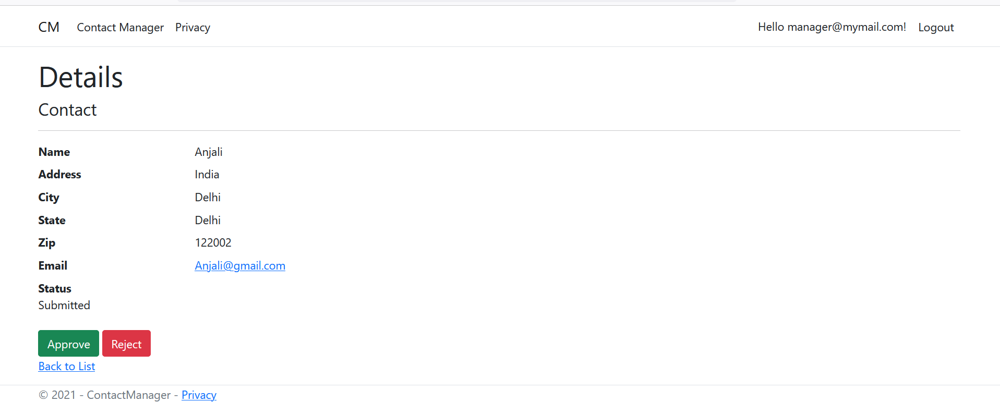 CM Contact Manager Privacy Hello manager@mymail.com! Logout
Details
Contact
Name Anjali
Address India
City Delhi
State Delhi
Zip 122002
Email Anjali@gmail.com
Status
Submitted
Approve Reject
Back to List
© 2021 - ContactManager - Privacy